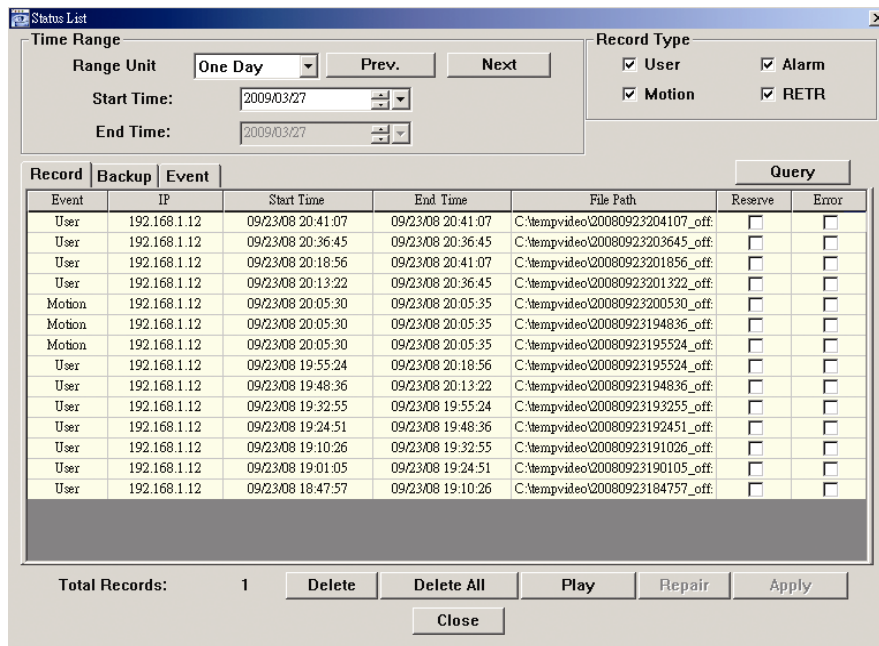 Status List
Time Range
Record Type
Range Unit One Day Prev. Next
User Alarm
Start Time: 2009/03/27
Motion RETR
End Time: 2009/03/27
Record Backup Event Query
Event IP Start Time End Time File Path Reserve Error
User 192.168.1.12 09/23/08 20:41:07 09/23/08 20:41:07 C:\tempvideo\20080923204107_off:
User 192.168.1.12 09/23/08 20:36:45 09/23/08 20:36:45 C:\tempvideo\20080923203645_off:
User 192.168.1.12 09/23/08 20:18:56 09/23/08 20:41:07 C:\tempvideo\20080923201856_off:
User 192.168.1.12 09/23/08 20:13:22 09/23/08 20:36:45 C:\tempvideo\20080923201322_off:
Motion 192.168.1.12 09/23/08 20:05:30 09/23/08 20:05:35 C:\tempvideo\20080923200530_off:
Motion 192.168.1.12 09/23/08 20:05:30 09/23/08 20:05:35 C:\tempvideo\20080923194836_off:
Motion 192.168.1.12 09/23/08 20:05:30 09/23/08 20:05:35 C:\tempvideo\20080923195524_off:
User 192.168.1.12 09/23/08 19:55:24 09/23/08 20:18:56 C:\tempvideo\20080923195524_off:
User 192.168.1.12 09/23/08 19:48:36 09/23/08 20:13:22 C:\tempvideo\20080923194836_off:
User 192.168.1.12 09/23/08 19:32:55 09/23/08 19:55:24 C:\tempvideo\20080923193255_off:
User 192.168.1.12 09/23/08 19:24:51 09/23/08 19:48:36 C:\tempvideo\20080923192451_off:
User 192.168.1.12 09/23/08 19:10:26 09/23/08 19:32:55 C:\tempvideo\20080923191026_off:
User 192.168.1.12 09/23/08 19:01:05 09/23/08 19:24:51 C:\tempvideo\20080923190105_off:
User 192.168.1.12 09/23/08 18:47:57 09/23/08 19:10:26 C:\tempvideo\20080923184757_off:
Total Records: 1 Delete Delete All Play Repair Apply
Close